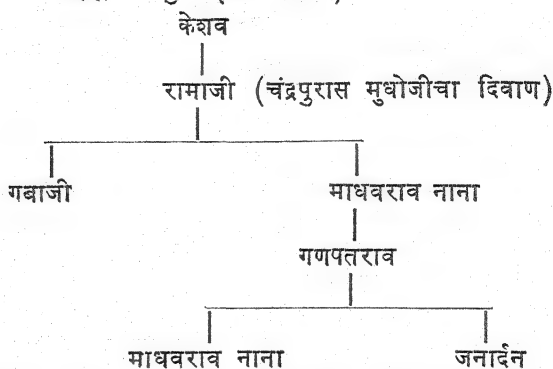 केशव
रामाजी (चंद्रपुरास मुधोजीचा दिवाण)
गबाजी माधवराव नाना
गणपतराव
माधवराव नाना जनार्दन